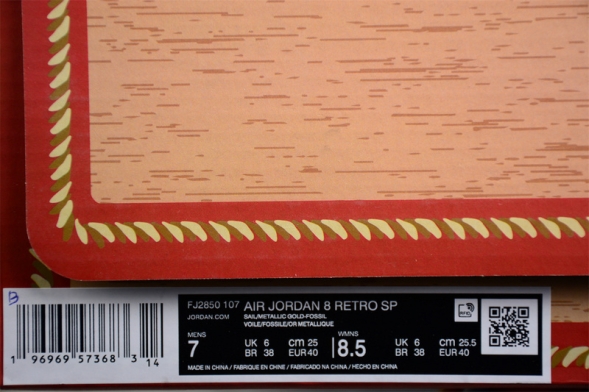 B
FJ2850 107 AIR JORDAN 8 RETRO SP
JORDAN.COM SAIL/METALLIC GOLD-FOSSIL
VOILE/FOSSILE/OR METALLIQUE
RFID
MENS WMNS
7 UK 6 cm 25 8.5 UK 6 cm 25.5
BR 38 EUR 40 BR 38 EUR 40
MADE IN CHINA / FABRIQUE EN CHINE / FABRICADO NA CHINA / HECHO EN CHINA
1 96969 57368 3 14